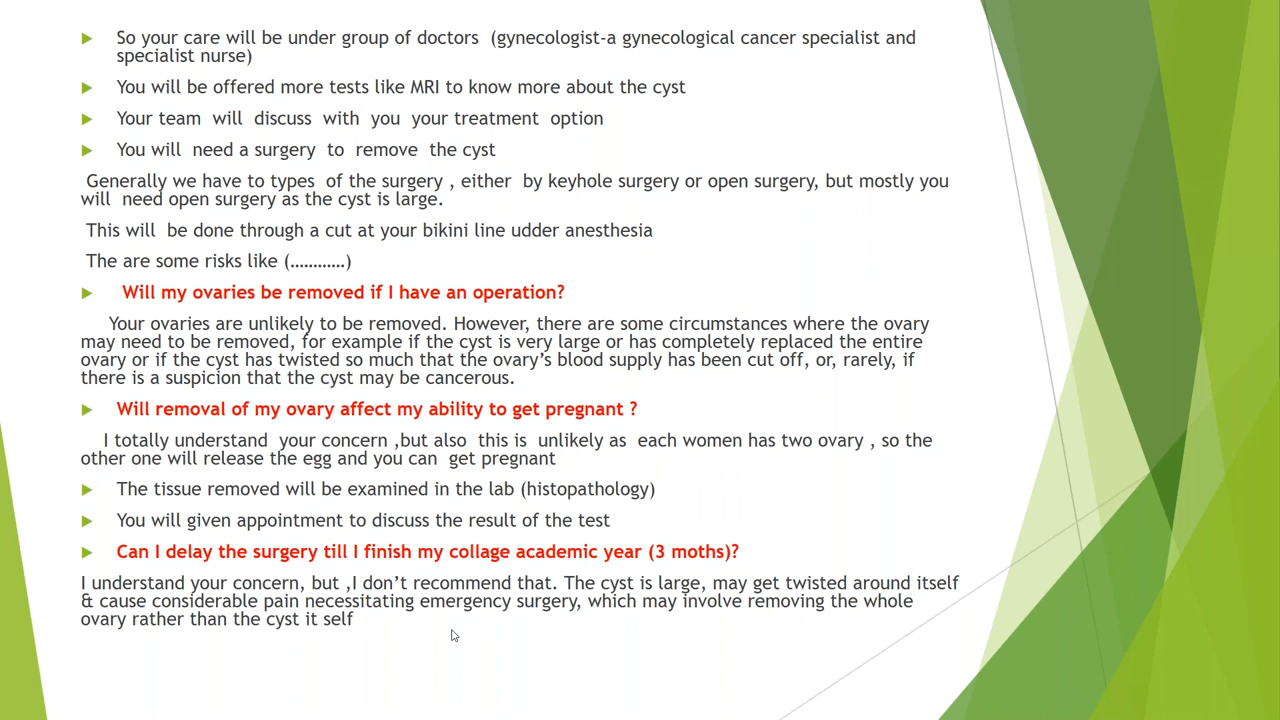 So your care will be under group of doctors (gynecologist-a gynecological cancer specialist and
specialist nurse)
You will be offered more tests like MRI to know more about the cyst
Your team will discuss with you your treatment option
You will need a surgery to remove the cyst
Generally we have to types of the surgery , either by keyhole surgery or open surgery, but mostly you
will need open surgery as the cyst is large.
This will be done through a cut at your bikini line udder anesthesia
The are some risks like (............)
Will my ovaries be removed if I have an operation?
Your ovaries are unlikely to be removed. However, there are some circumstances where the ovary
may need to be removed, for example if the cyst is very large or has completely replaced the entire
ovary or if the cyst has twisted so much that the ovary’s blood supply has been cut off, or, rarely, if
there is a suspicion that the cyst may be cancerous.
Will removal of my ovary affect my ability to get pregnant ?
I totally understand your concern ,but also this is unlikely as each women has two ovary , so the
other one will release the egg and you can get pregnant
The tissue removed will be examined in the lab (histopathology)
You will given appointment to discuss the result of the test
Can I delay the surgery till I finish my collage academic year (3 moths)?
I understand your concern, but ,I don’t recommend that. The cyst is large, may get twisted around itself
& cause considerable pain necessitating emergency surgery, which may involve removing the whole
ovary rather than the cyst it self